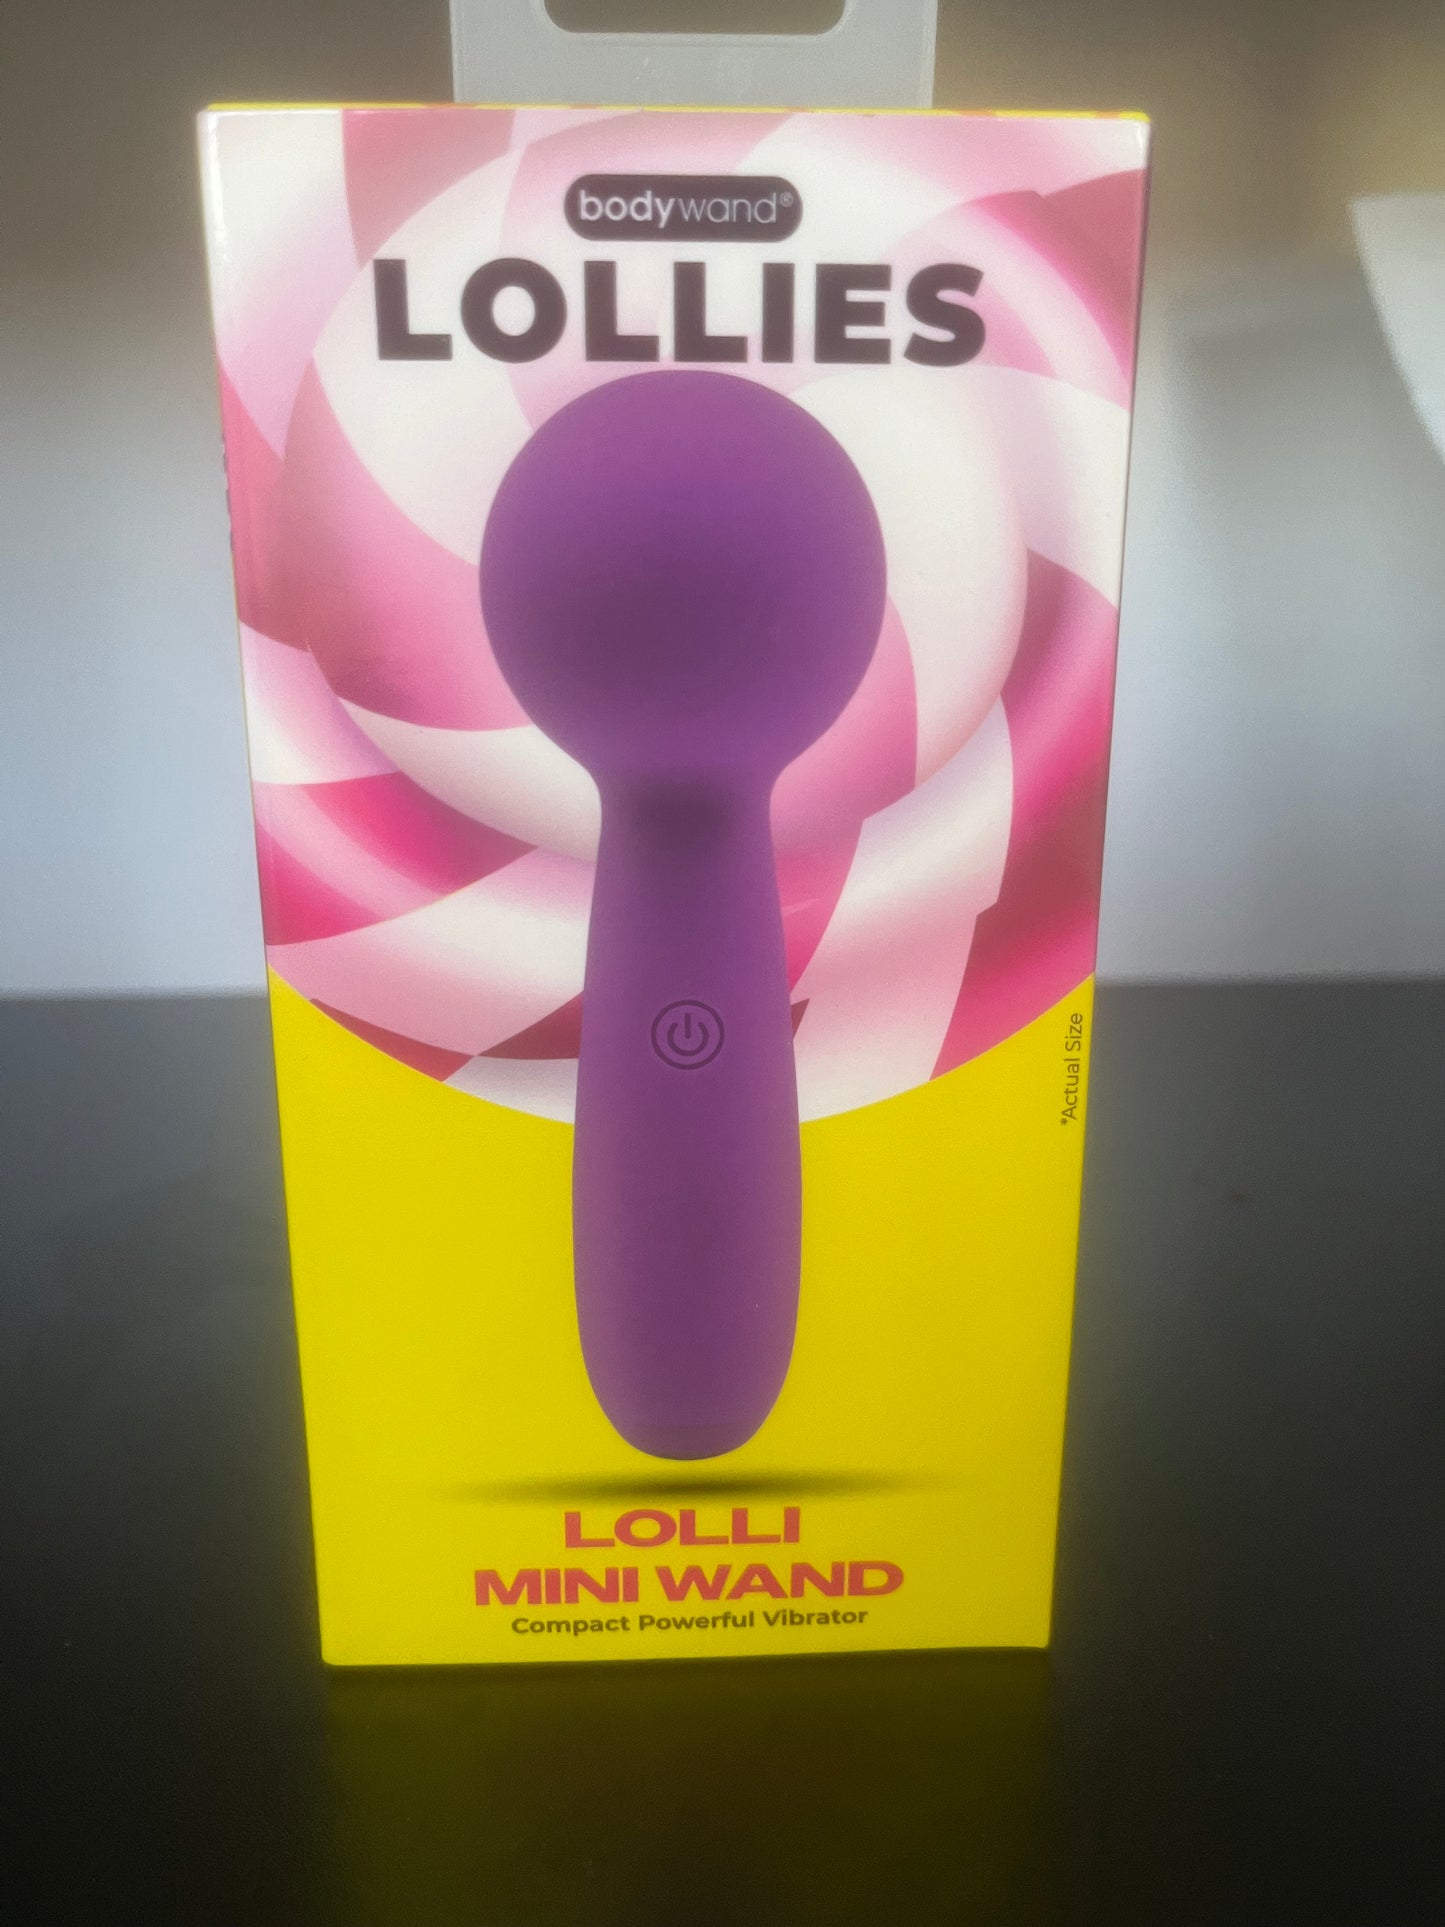 bodywand®
LOLLIES
*Actual Size
LOLLI
MINI WAND
Compact Powerful Vibrator